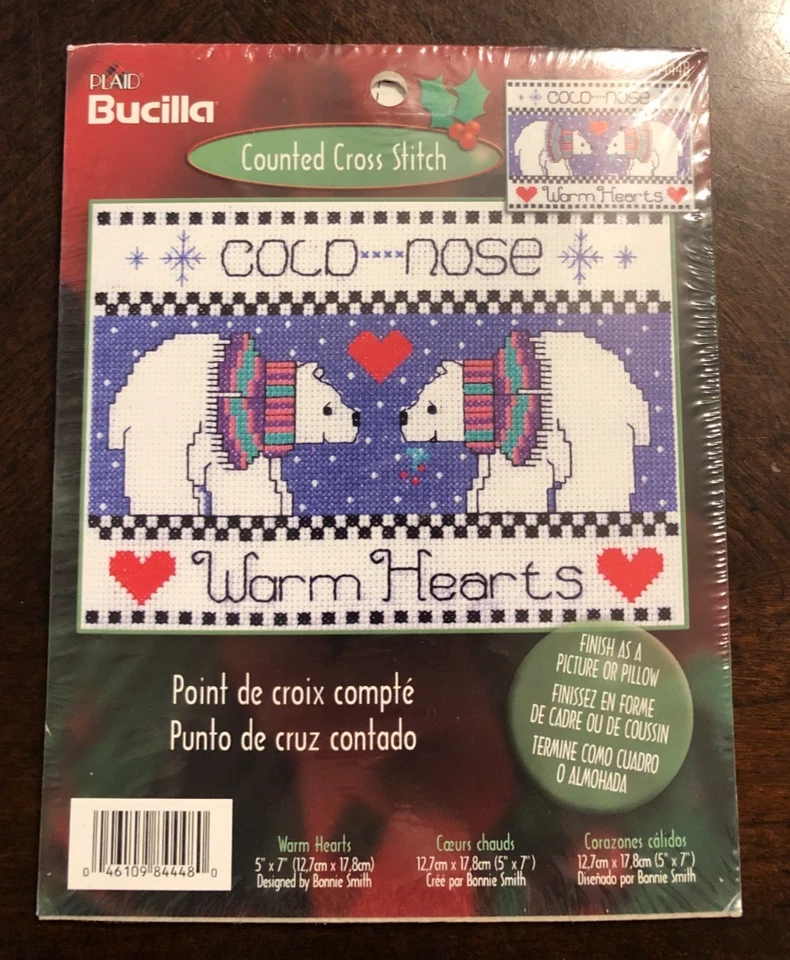 PLAID®
Bucilla®
Counted Cross Stitch
84448
COLD NOSE
Warm Hearts
COLD NOSE
Warm Hearts
Point de croix compté
Punto de cruz contado
FINISH AS A
PICTURE OR PILLOW
FINISSEZ EN FORME
DE CADRE OU DE COUSSIN
TERMINE COMO CUADRO
O ALMOHADA
0 46109 84448 0
Warm Hearts
5" x 7" (12,7cm x 17,8cm)
Designed by Bonnie Smith
Cœurs chauds
12,7cm x 17,8cm (5" x 7")
Créé par Bonnie Smith
Corazones cálidos
12,7cm x 17,8cm (5" x 7")
Diseñado por Bonnie Smith